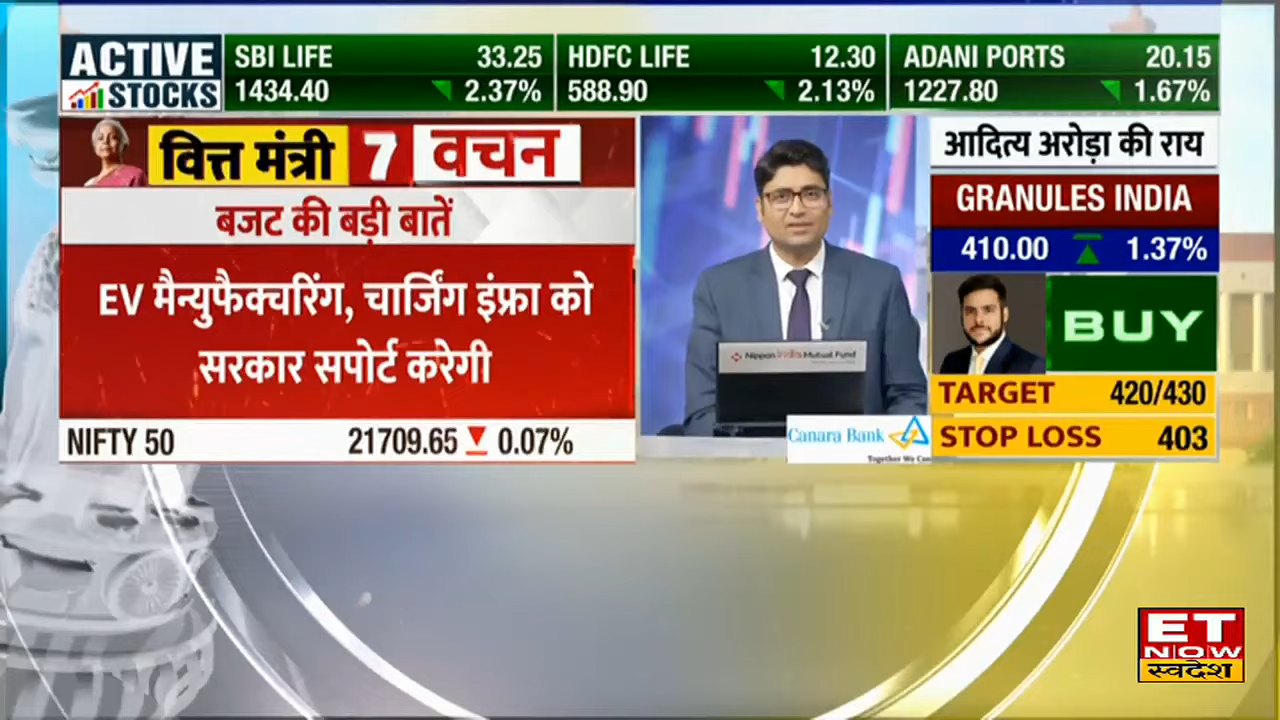 ACTIVE STOCKS
SBI LIFE 33.25
1434.40 2.37%
HDFC LIFE 12.30
588.90 2.13%
ADANI PORTS 20.15
1227.80 1.67%
वित्त मंत्री 7 वचन
बजट की बड़ी बातें
EV मैन्युफैक्चरिंग, चार्जिंग इंफ्रा को
सरकार सपोर्ट करेगी
NIFTY 50 21709.65 0.07%
Nippon India Mutual Fund
Canara Bank
Together We Can
आदित्य अरोड़ा की राय
GRANULES INDIA
410.00 1.37%
BUY
TARGET 420/430
STOP LOSS 403
ET
NOW
स्वदेश